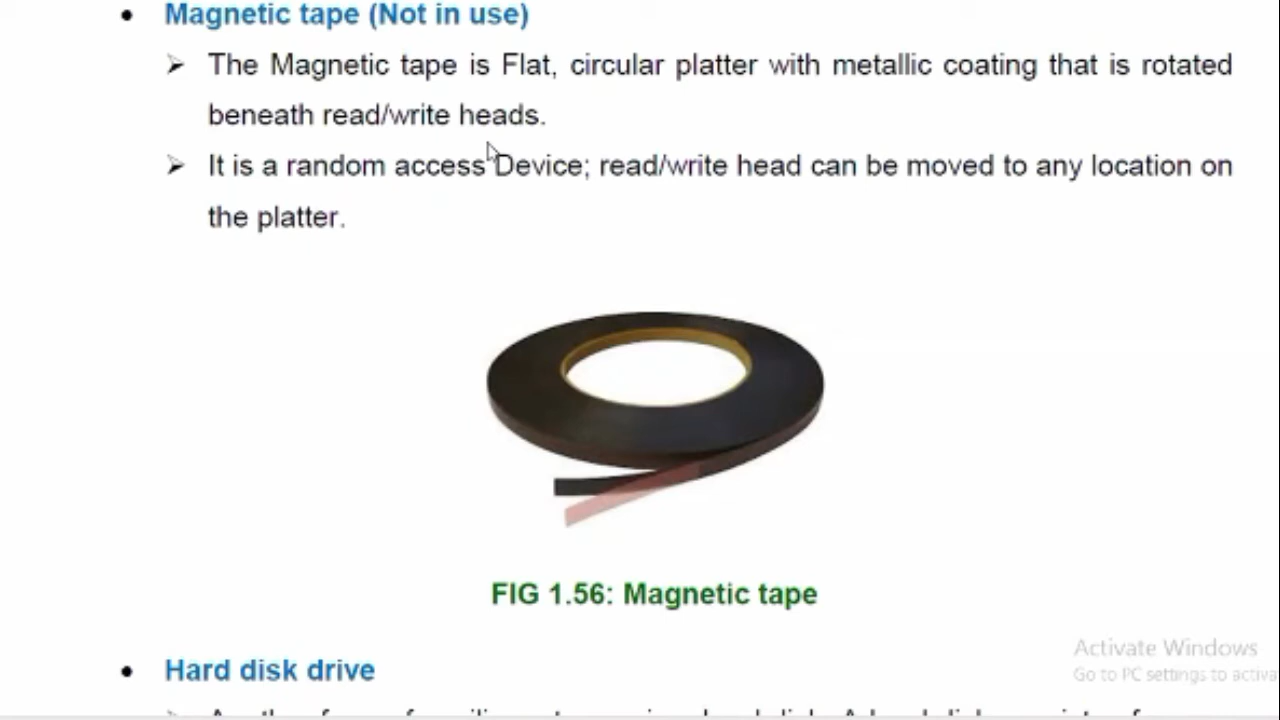 • Magnetic tape (Not in use)
➢ The Magnetic tape is Flat, circular platter with metallic coating that is rotated
beneath read/write heads.
➢ It is a random access Device; read/write head can be moved to any location on
the platter.
FIG 1.56: Magnetic tape
Activate Windows
Go to PC settings to activa
• Hard disk drive